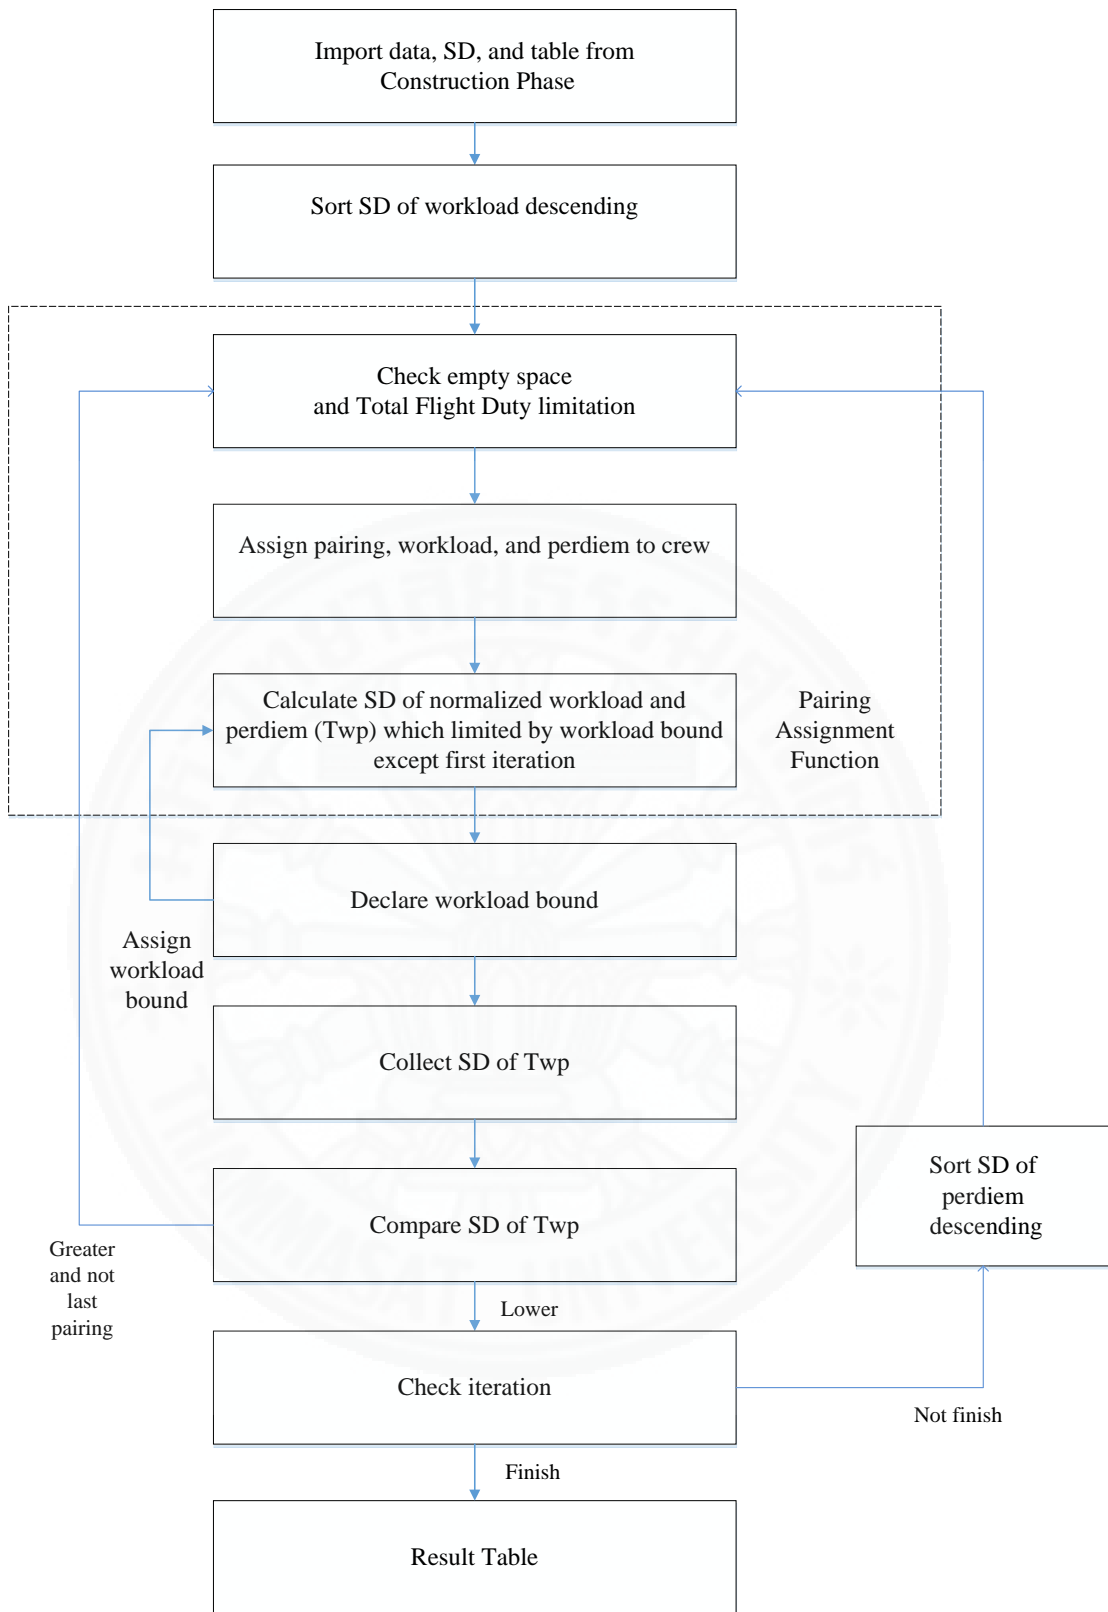 Import data, SD, and table from
Construction Phase
Sort SD of workload descending
Check empty space
and Total Flight Duty limitation
Assign pairing, workload, and perdiem to crew
Calculate SD of normalized workload and
perdiem (Twp) which limited by workload bound
except first iteration
Pairing
Assignment
Function
Declare workload bound
Assign
workload
bound
Collect SD of Twp
Compare SD of Twp
Sort SD of
perdiem
descending
Greater
and not
last
pairing
Lower
Check iteration
Not finish
Finish
Result Table
THAMMASAT UNIVERSITY